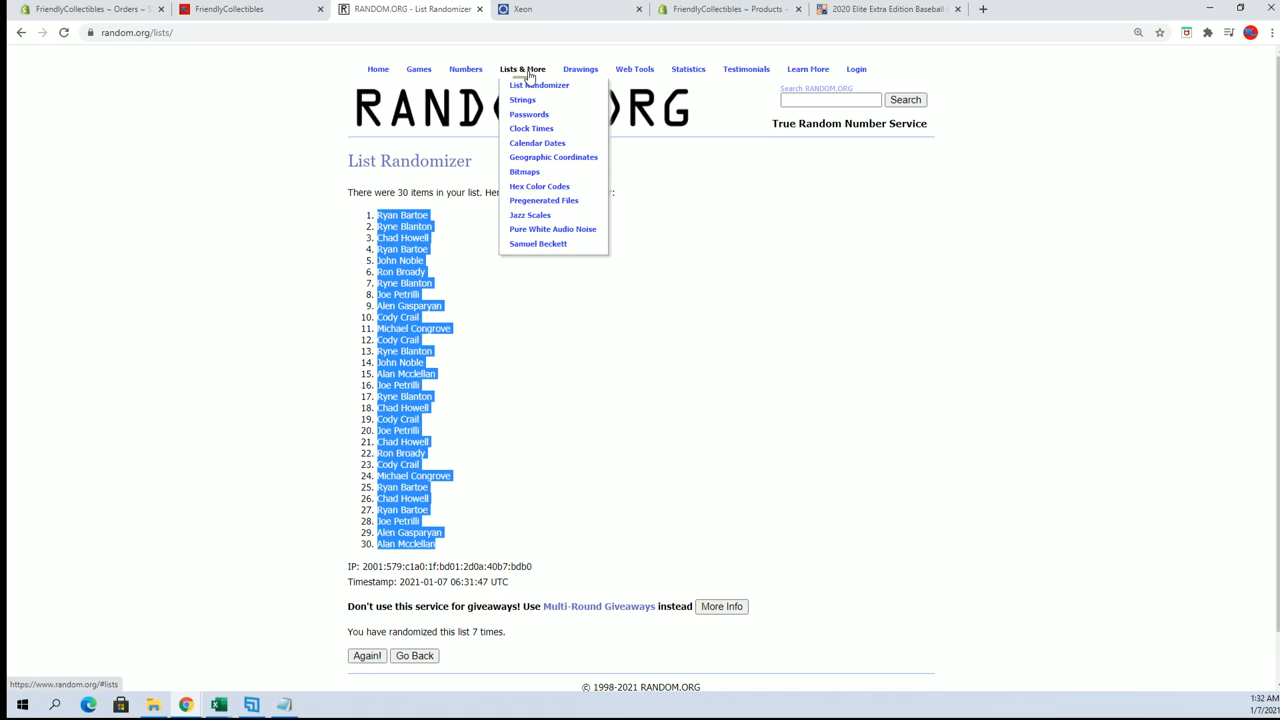 FriendlyCollectibles ~ Orders ~ S
FriendlyCollectibles
RANDOM.ORG - List Randomizer
Xeon
FriendlyCollectibles ~ Products ~
2020 Elite Extra Edition Baseball
random.org/lists/
Home
Games
Numbers
Lists & More
Drawings
Web Tools
Statistics
Testimonials
Learn More
Login
List Randomizer
Strings
Passwords
Clock Times
Calendar Dates
Geographic Coordinates
Bitmaps
Hex Color Codes
Pregenerated Files
Jazz Scales
Pure White Audio Noise
Samuel Beckett
RAND RG
Search RANDOM.ORG
Search
True Random Number Service
List Randomizer
There were 30 items in your list. Her :
1. Ryan Bartoe
2. Ryne Blanton
3. Chad Howell
4. Ryan Bartoe
5. John Noble
6. Ron Broady
7. Ryne Blanton
8. Joe Petrilli
9. Alen Gasparyan
10. Cody Crail
11. Michael Congrove
12. Cody Crail
13. Ryne Blanton
14. John Noble
15. Alan Mcclellan
16. Joe Petrilli
17. Ryne Blanton
18. Chad Howell
19. Cody Crail
20. Joe Petrilli
21. Chad Howell
22. Ron Broady
23. Cody Crail
24. Michael Congrove
25. Ryan Bartoe
26. Chad Howell
27. Ryan Bartoe
28. Joe Petrilli
29. Alen Gasparyan
30. Alan Mcclellan
IP: 2001:579:c1a0:1f:bd01:2d0a:40b7:bdb0
Timestamp: 2021-01-07 06:31:47 UTC
Don't use this service for giveaways! Use Multi-Round Giveaways instead More Info
You have randomized this list 7 times.
Again! Go Back
© 1998-2021 RANDOM.ORG
https://www.random.org/#lists
1:32 AM
1/7/2021